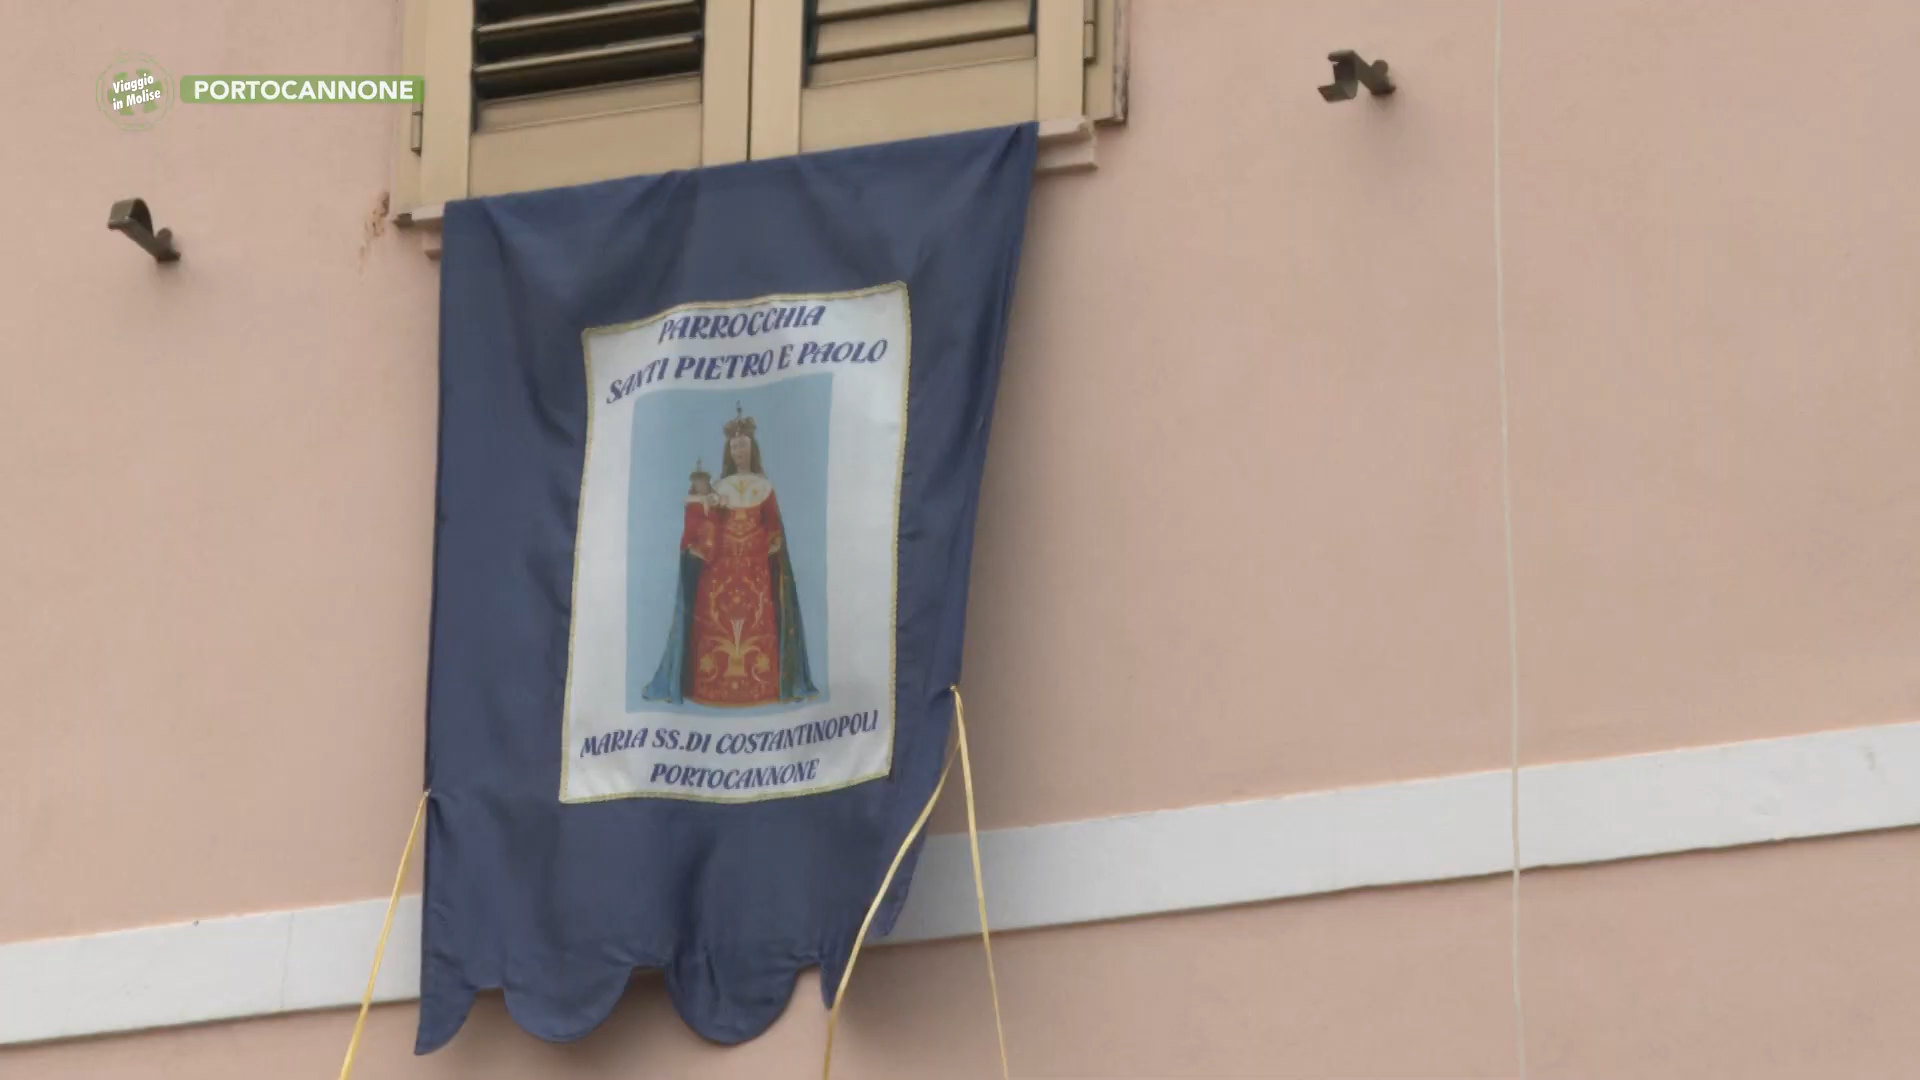 Viaggio
in Molise
PORTOCANNONE
PARROCCHIA
SANTI PIETRO E PAOLO
MARIA SS.DI COSTANTINOPOLI
PORTOCANNONE